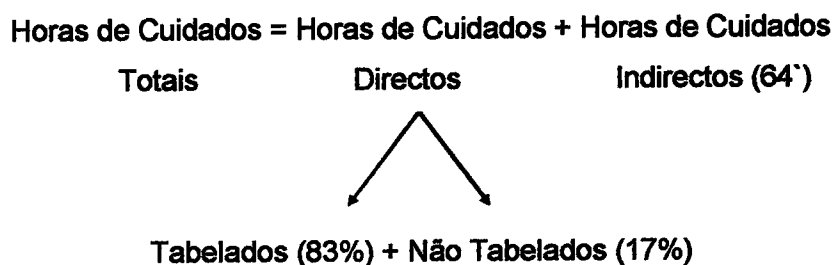 Horas de Cuidados = Horas de Cuidados + Horas de Cuidados
Totais Directos Indirectos (64`)
Tabelados (83%) + Não Tabelados (17%)